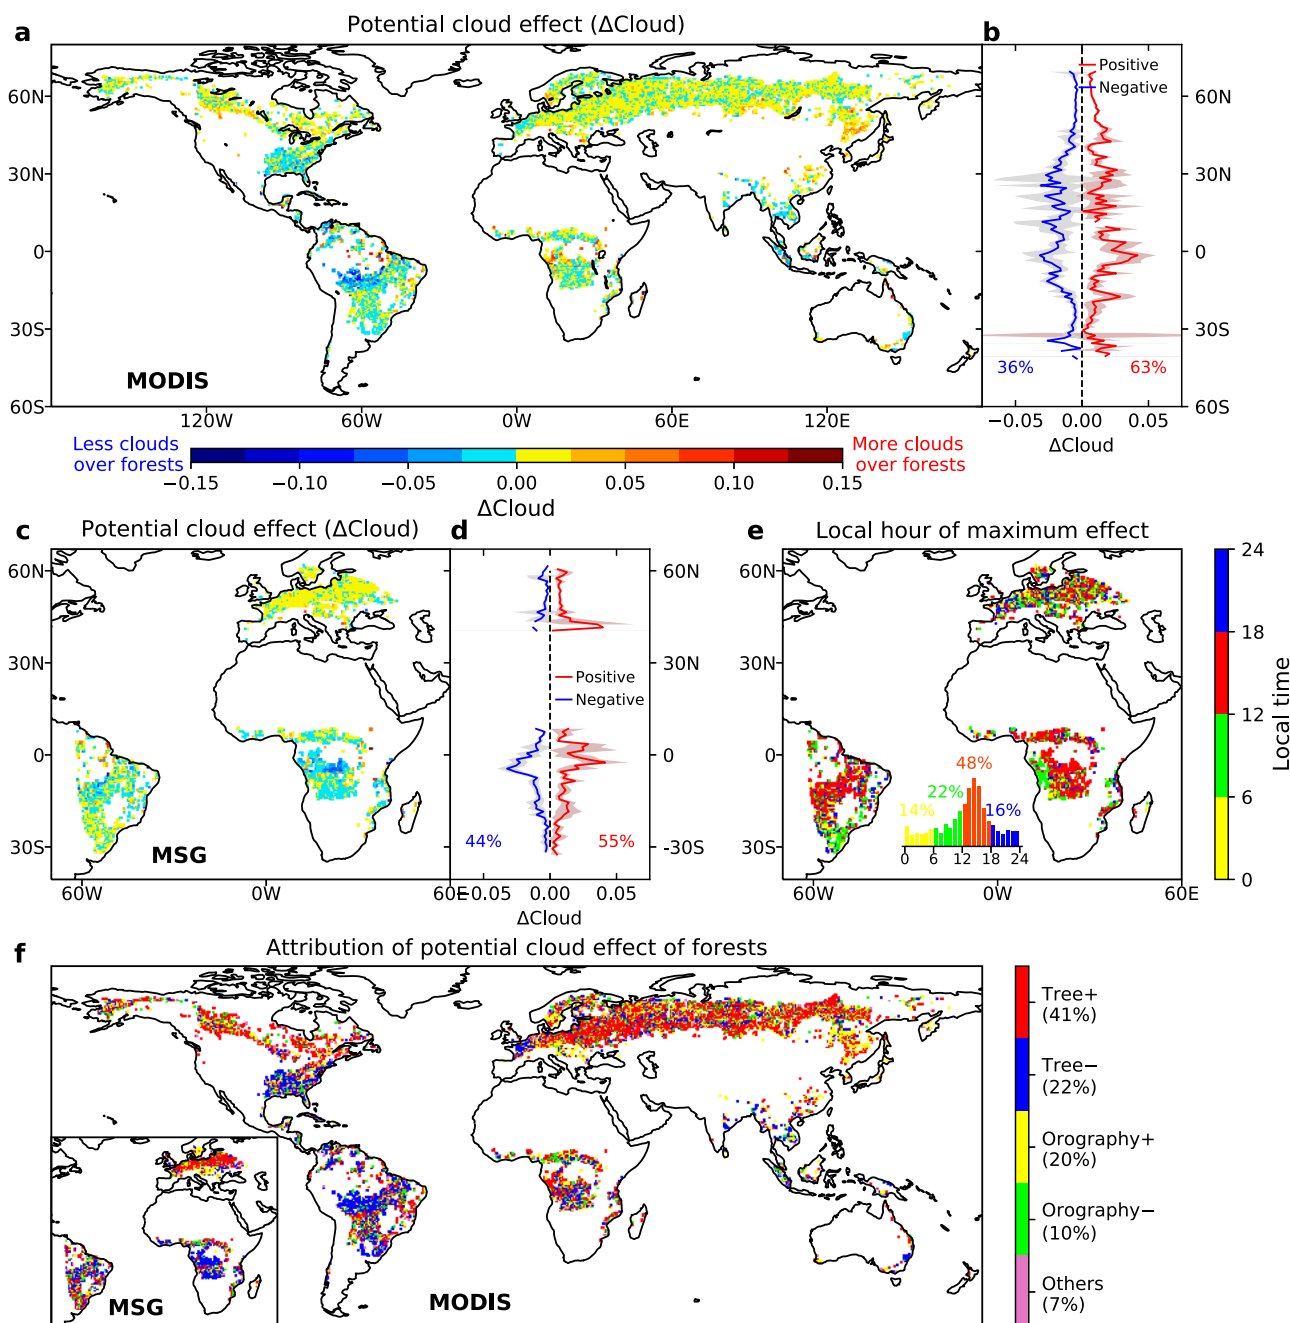 a
Potential cloud effect (ΔCloud)
b
60N
30N
0
30S
60S
MODIS
120W
60W
0W
60E
120E
Positive
Negative
36%
63%
60N
30N
0
30S
60S
−0.05
0.00
0.05
ΔCloud
Less clouds
over forests
More clouds
over forests
−0.15
−0.10
−0.05
0.00
0.05
0.10
0.15
ΔCloud
c
Potential cloud effect (ΔCloud)
60N
30N
0
30S
MSG
60W
0W
60E
d
Positive
Negative
44%
55%
60N
30N
0
-30S
−0.05
0.00
0.05
ΔCloud
e
Local hour of maximum effect
60N
30N
0
30S
48%
22%
14%
16%
0
6
12
18
24
60W
0W
60E
24
18
12
6
0
Local time
f
Attribution of potential cloud effect of forests
MSG
MODIS
Tree+
(41%)
Tree−
(22%)
Orography+
(20%)
Orography−
(10%)
Others
(7%)